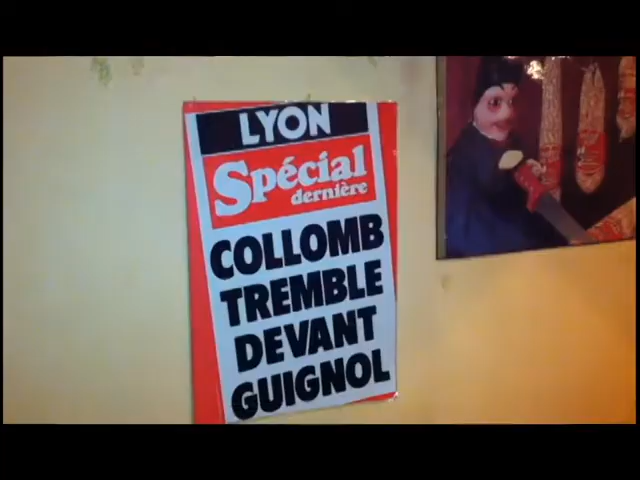 LYON
Spécial
dernière
COLLOMB
TREMBLE
DEVANT
GUIGNOL